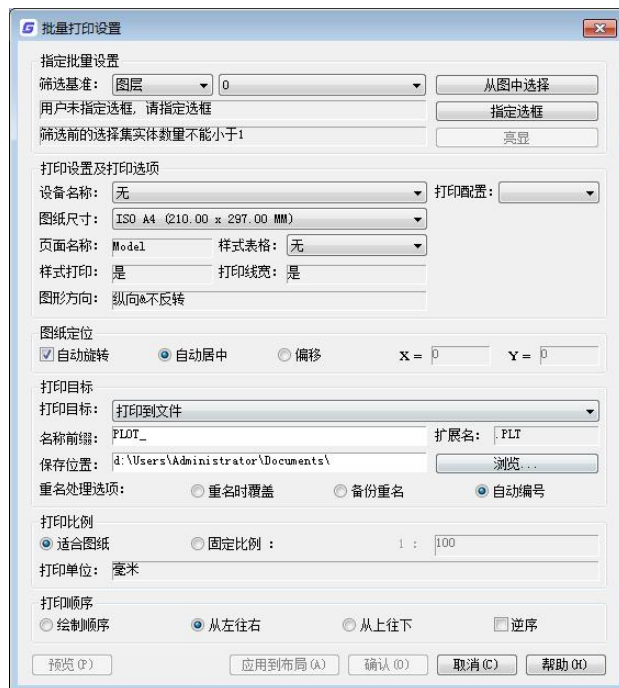 G 批量打印设置
指定批量设置
筛选基准: 图层 0 从图中选择
用户未指定选框, 请指定选框 指定选框
筛选前的选择集实体数量不能小于1 亮显
打印设置及打印选项
设备名称: 无 打印配置:
图纸尺寸: ISO A4 (210.00 x 297.00 MM)
页面名称: Model 样式表格: 无
样式打印: 是 打印线宽: 是
图形方向: 纵向&不反转
图纸定位
自动旋转 自动居中 偏移 X = 0 Y = 0
打印目标
打印目标: 打印到文件
名称前缀: PLOT_ 扩展名: .PLT
保存位置: d:\Users\Administrator\Documents\ 浏览...
重名处理选项: 重名时覆盖 备份重名 自动编号
打印比例
适合图纸 固定比例 : 1 : 100
打印单位: 毫米
打印顺序
绘制顺序 从左往右 从上往下 逆序
预览(P) 应用到布局(A) 确认(O) 取消(C) 帮助(H)